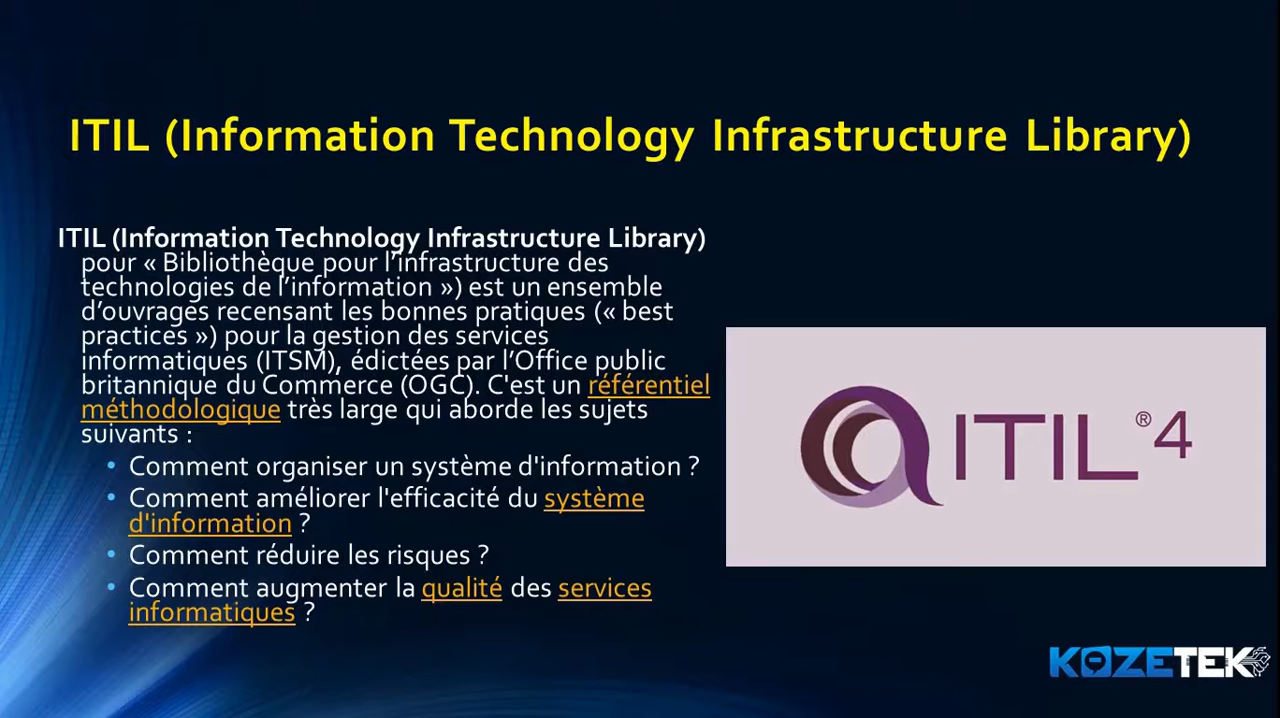 ITIL (Information Technology Infrastructure Library)
ITIL (Information Technology Infrastructure Library)
pour « Bibliothèque pour l’infrastructure des
technologies de l’information ») est un ensemble
d’ouvrages recensant les bonnes pratiques (« best
practices ») pour la gestion des services
informatiques (ITSM), édictées par l’Office public
britannique du Commerce (OGC). C'est un référentiel
méthodologique très large qui aborde les sujets
suivants :
• Comment organiser un système d'information ?
• Comment améliorer l'efficacité du système
d'information ?
• Comment réduire les risques ?
• Comment augmenter la qualité des services
informatiques ?
ITIL®4
KOZETEK